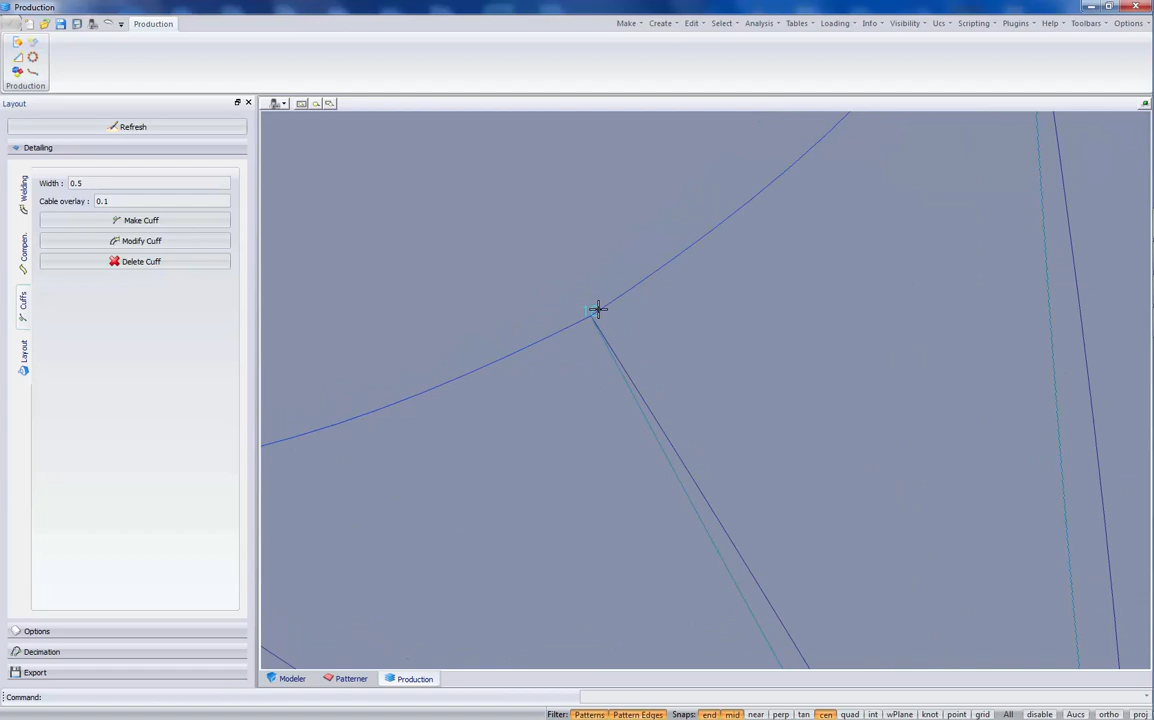 Production
Production
Make Create Edit Select Analysis Tables Loading Info Visibility Ucs Scripting Plugins Help Toolbars Options
Production
Layout
Refresh
Detailing
Welding
Compen.
Cuffs
Layout
Width : 0.5
Cable overlay : 0.1
Make Cuff
Modify Cuff
Delete Cuff
Options
Decimation
Export
Modeler Patterner Production
Command:
Filter: Patterns Pattern Edges Snaps: end mid near perp tan cen quad int wPlane knot point grid All disable Aucs ortho proj